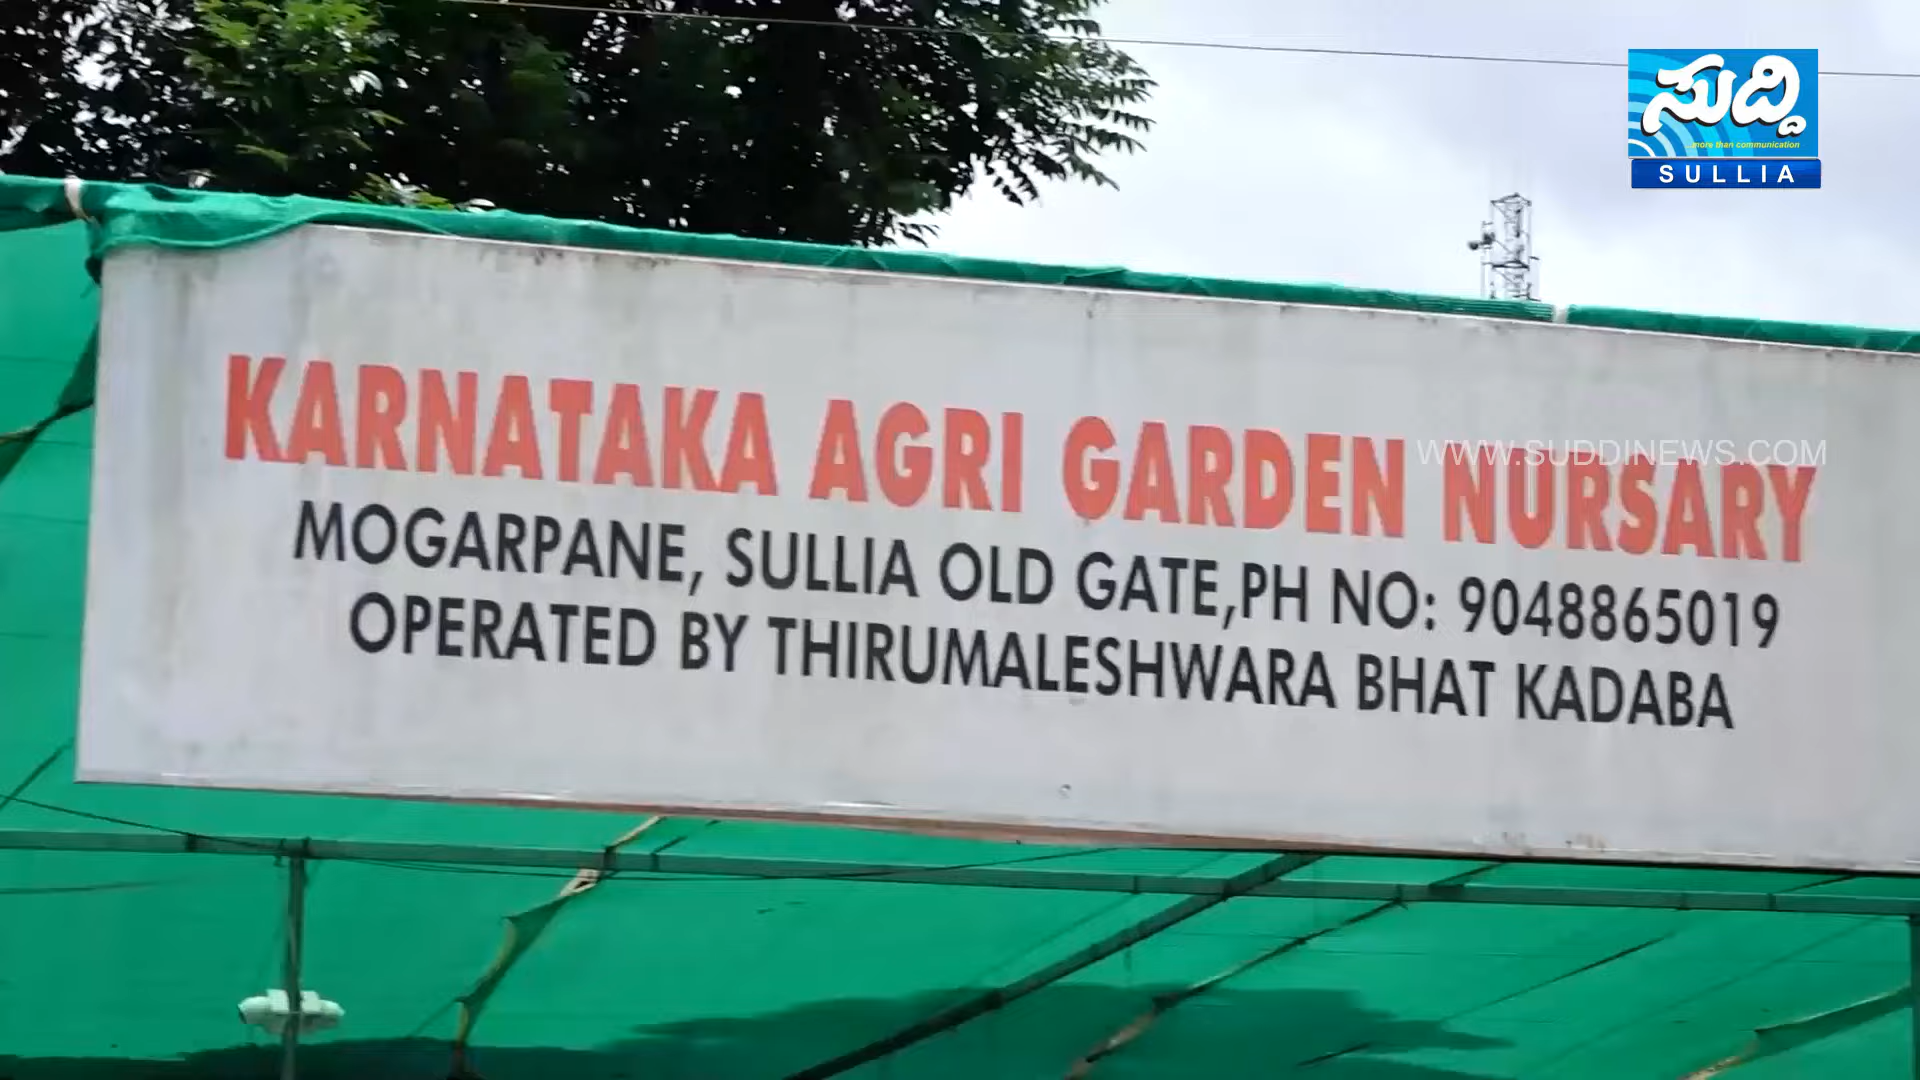 ಸುದ್ದಿ
...more than communication
SULLIA
KARNATAKA AGRI GARDEN NURSARY
WWW.SUDDINEWS.COM
MOGARPANE, SULLIA OLD GATE,PH NO: 9048865019
OPERATED BY THIRUMALESHWARA BHAT KADABA